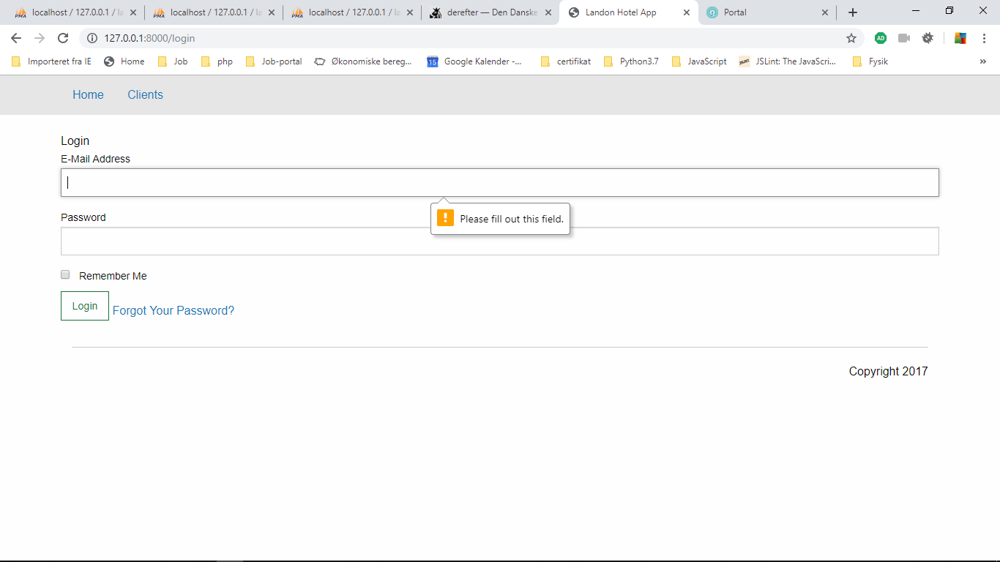 localhost / 127.0.0.1 / la
localhost / 127.0.0.1 / la
localhost / 127.0.0.1 / la
derefter — Den Danske
Landon Hotel App
Portal
127.0.0.1:8000/login
AD
Importeret fra IE
Home
Job
php
Job-portal
Økonomiske bereg...
15
Google Kalender -...
certifikat
Python3.7
JavaScript
JSLint: The JavaScri...
Fysik
»
Home
Clients
Login
E-Mail Address
Please fill out this field.
Password
Remember Me
Login
Forgot Your Password?
Copyright 2017